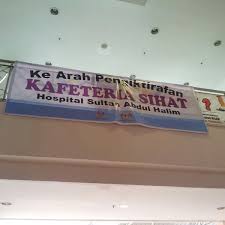 Ke Arah Pengiktirafan
KAFETERIA SIHAT
Hospital Sultan Abdul Halim